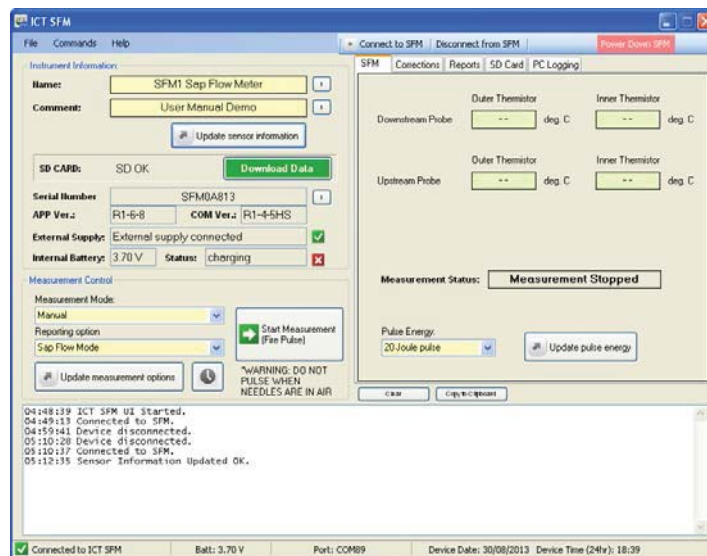 ICT SFM
File Commands Help
Connect to SFM Disconnect from SFM Power Down SFM
Instrument Information:
Name: SFM1 Sap Flow Meter
Comment: User Manual Demo
Update sensor information
SD CARD: SD OK Download Data
Serial Number SFM0A813
APP Ver.: R1-6-8 COM Ver.: R1-4-5HS
External Supply: External supply connected
Internal Battery: 3.70 V Status: charging
Measurement Control
Measurement Mode:
Manual
Reporting option
Sap Flow Mode
Start Measurement
(Fire Pulse)
Update measurement options
"WARNING: DO NOT
PULSE WHEN
NEEDLES ARE IN AIR
SFM Corrections Reports SD Card PC Logging
Outer Thermistor Inner Thermistor
Downstream Probe -- deg. C -- deg. C
Outer Thermistor Inner Thermistor
Upstream Probe -- deg. C -- deg. C
Measurement Status: Measurement Stopped
Pulse Energy:
20 Joule pulse Update pulse energy
Clear Copy to Clipboard
04:48:39 ICT SFM UI Started.
04:49:13 Connected to SFM.
04:59:41 Device disconnected.
05:10:28 Device disconnected.
05:10:37 Connected to SFM.
05:12:35 Sensor Information Updated OK.
Connected to ICT SFM Batt: 3.70 V Port: COM89 Device Date: 30/08/2013 Device Time (24hr): 18:39